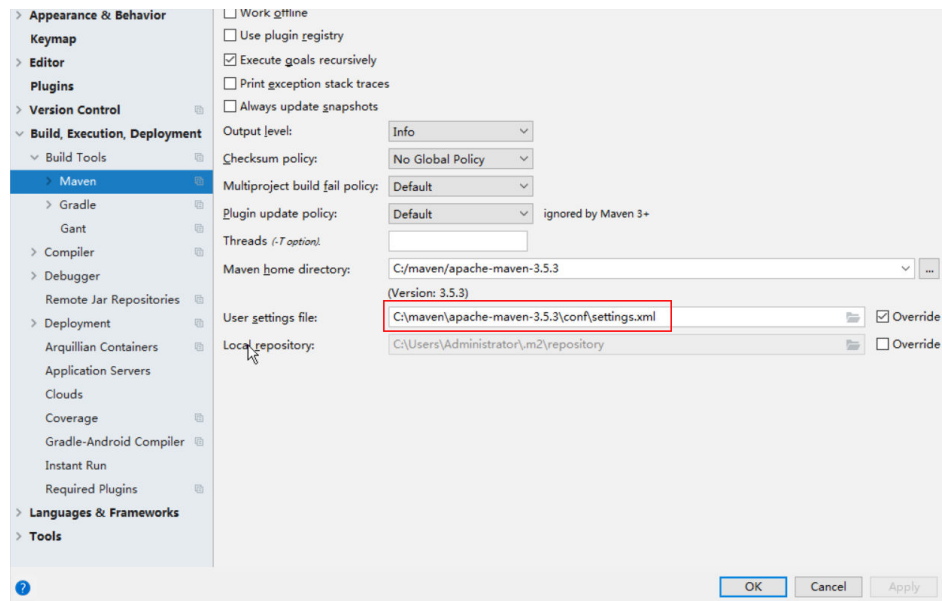 Appearance & Behavior
Keymap
Editor
Plugins
Version Control
Build, Execution, Deployment
Build Tools
Maven
Gradle
Gant
Compiler
Debugger
Remote Jar Repositories
Deployment
Arquillian Containers
Application Servers
Clouds
Coverage
Gradle-Android Compiler
Instant Run
Required Plugins
Languages & Frameworks
Tools
Work offline
Use plugin registry
Execute goals recursively
Print exception stack traces
Always update snapshots
Output level: Info
Checksum policy: No Global Policy
Multiproject build fail policy: Default
Plugin update policy: Default ignored by Maven 3+
Threads (-T option).
Maven home directory: C:/maven/apache-maven-3.5.3 ...
(Version: 3.5.3)
User settings file: C:\maven\apache-maven-3.5.3\conf\settings.xml Override
Local repository: C:\Users\Administrator\.m2\repository Override
? OK Cancel Apply